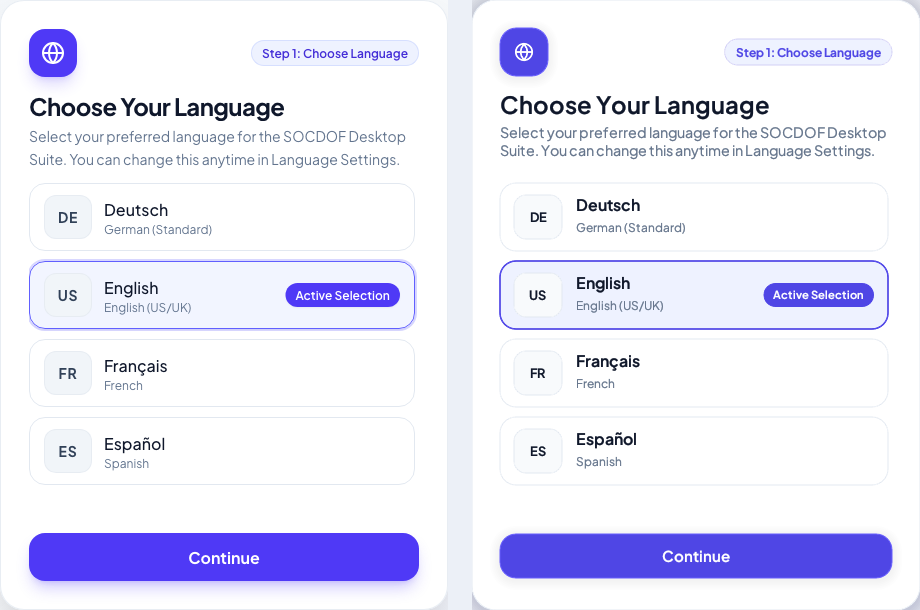 Step 1: Choose Language
Choose Your Language
Select your preferred language for the SOCDOF Desktop
Suite. You can change this anytime in Language Settings.
DE
Deutsch
German (Standard)
US
English
English (US/UK)
Active Selection
FR
Français
French
ES
Español
Spanish
Continue
Step 1: Choose Language
Choose Your Language
Select your preferred language for the SOCDOF Desktop
Suite. You can change this anytime in Language Settings.
DE
Deutsch
German (Standard)
US
English
English (US/UK)
Active Selection
FR
Français
French
ES
Español
Spanish
Continue